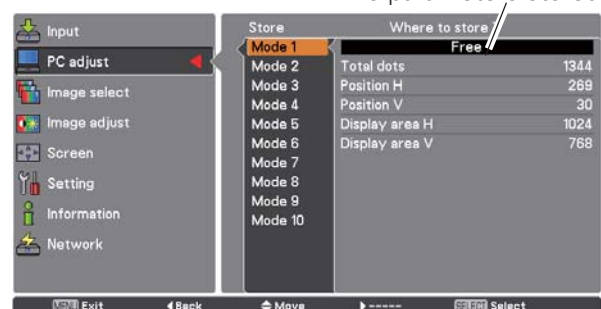 Input
PC adjust
Image select
Image adjust
Screen
Setting
Information
Network
Store
Mode 1
Mode 2
Mode 3
Mode 4
Mode 5
Mode 6
Mode 7
Mode 8
Mode 9
Mode 10
Where to store
Free
Total dots 1344
Position H 269
Position V 30
Display area H 1024
Display area V 768
MENU Exit Back Move ----- SELECT Select